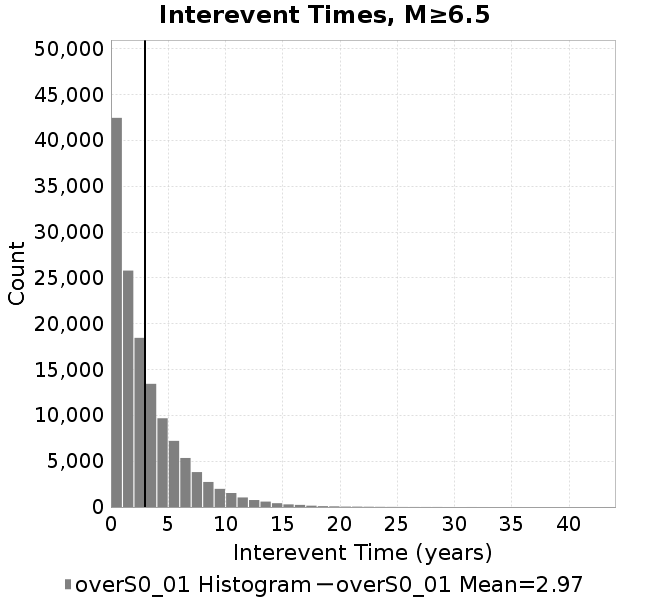 Interevent Times, M≥6.5
50,000
45,000
40,000
35,000
30,000
25,000
20,000
15,000
10,000
5,000
0
Count
0 5 10 15 20 25 30 35 40
Interevent Time (years)
overS0_01 Histogram overS0_01 Mean=2.97